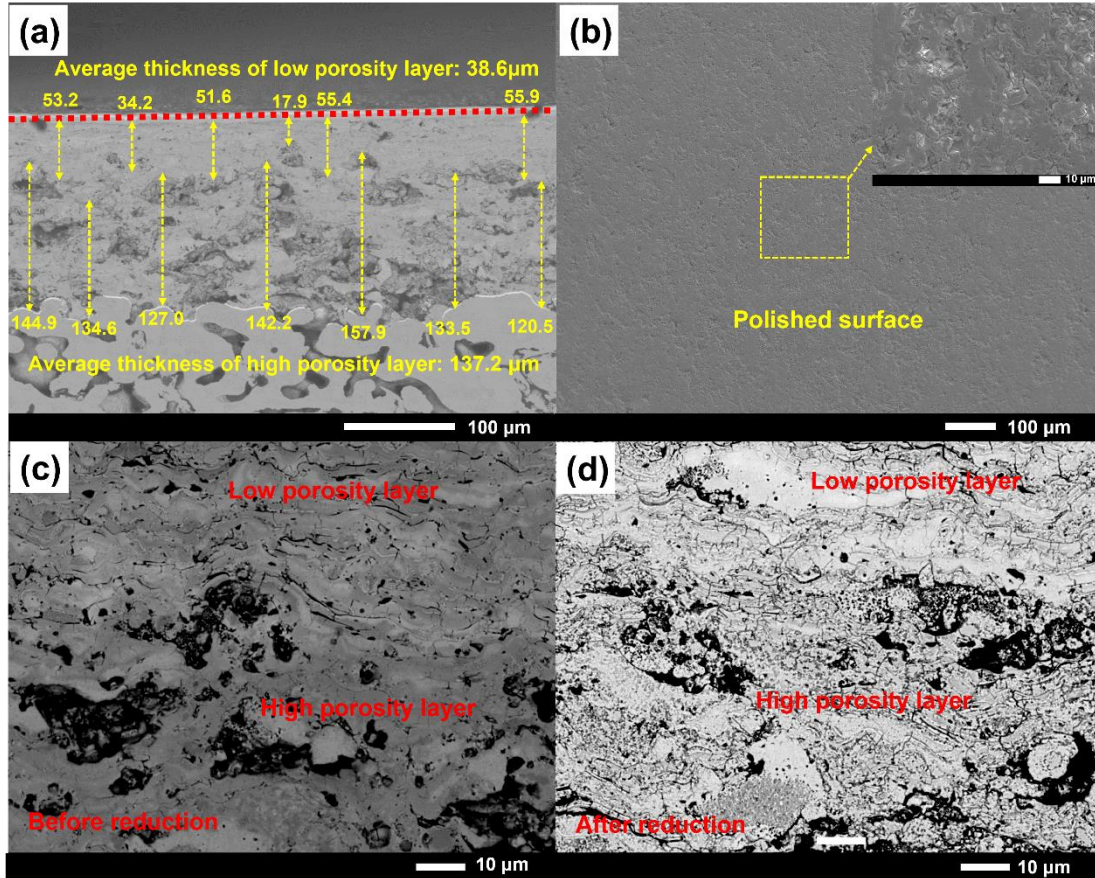 (a)
Average thickness of low porosity layer: 38.6µm
53.2 34.2 51.6 17.9 55.4 55.9
144.9 134.6 127.0 142.2 157.9 133.5 120.5
Average thickness of high porosity layer: 137.2 µm
100 µm
(b)
10 µm
Polished surface
100 µm
(c)
Low porosity layer
High porosity layer
Before reduction
10 µm
(d)
Low porosity layer
High porosity layer
After reduction
10 µm